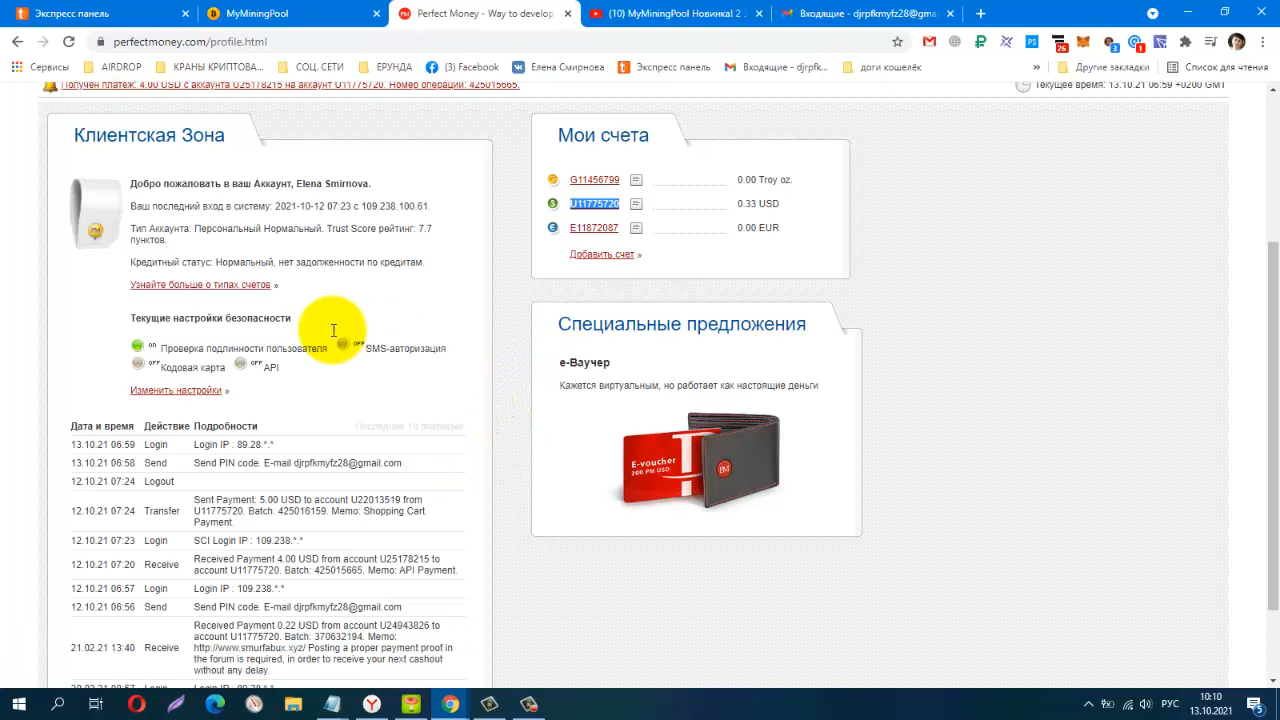 Экспресс панель
MyMiningPool
Perfect Money - Way to develop
(10) MyMiningPool Новинка! 2 3
Входящие - djrpfkmyfz28@gmai
perfectmoney.com/profile.html
26
3
1
Сервисы
AIRDROP
КРАНЫ КРИПТОВА...
СОЦ. СЕТИ
ЕРУНДА
(3) Facebook
Елена Смирнова
Экспресс панель
Входящие - djrpfk...
доги кошелёк
»
Другие закладки
Список для чтения
Получен платеж: 4.00 USD с аккаунта U25178215 на аккаунт U11775720. Номер операции: 425015665.
Текущее время: 13.10.21 06:59 +0200 GMT
Клиентская Зона
Добро пожаловать в ваш Аккаунт, Elena Smirnova.
Ваш последний вход в систему: 2021-10-12 07:23 с 109.238.100.61.
Тип Аккаунта: Персональный Нормальный. Trust Score рейтинг: 7.7
пунктов.
Кредитный статус: Нормальный, нет задолженности по кредитам.
Узнайте больше о типах счетов »
Текущие настройки безопасности
ON Проверка подлинности пользователя OFF SMS-авторизация
OFF Кодовая карта OFF API
Изменить настройки »
Дата и время Действие Подробности Последние 10 операций
13.10.21 06:59 Login Login IP : 89.28.*.*
13.10.21 06:58 Send Send PIN code. E-mail djrpfkmyfz28@gmail.com
12.10.21 07:24 Logout
12.10.21 07:24 Transfer Sent Payment: 5.00 USD to account U22013519 from
U11775720. Batch: 425016159. Memo: Shopping Cart
Payment.
12.10.21 07:23 Login SCI Login IP : 109.238.*.*
12.10.21 07:20 Receive Received Payment 4.00 USD from account U25178215 to
account U11775720. Batch: 425015665. Memo: API Payment.
12.10.21 06:57 Login Login IP : 109.238.*.*
12.10.21 06:56 Send Send PIN code. E-mail djrpfkmyfz28@gmail.com
21.02.21 13:40 Receive Received Payment 0.22 USD from account U24943826 to
account U11775720. Batch: 370632194. Memo:
http://www.smurfabux.xyz/ Posting a proper payment proof in
the forum is required, in order to receive your next cashout
without any delay.
Мои счета
G11456799 0.00 Troy oz.
U11775720 0.33 USD
E11872087 0.00 EUR
Добавить счет »
Специальные предложения
е-Ваучер
Кажется виртуальным, но работает как настоящие деньги
E-voucher
300 PM USD
PM
РУС
10:10
13.10.2021
5